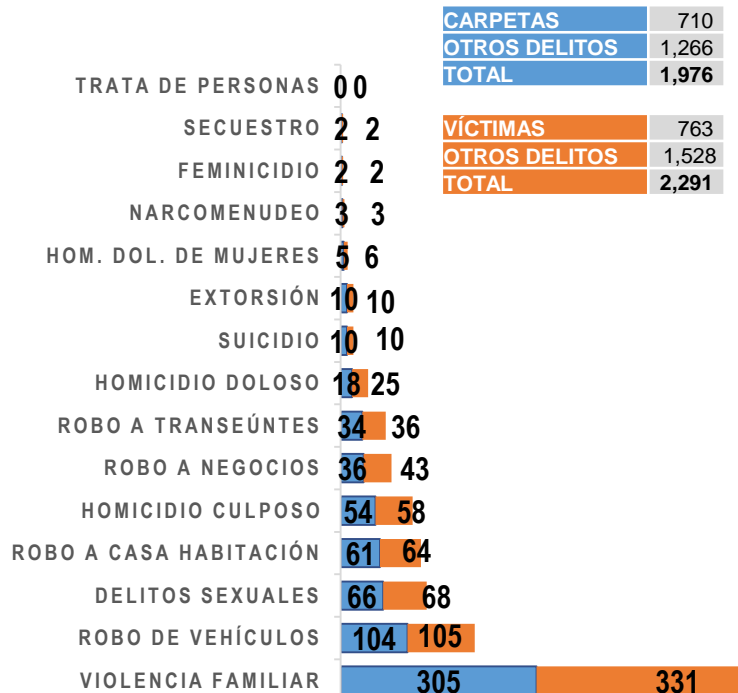 CARPETAS 710
OTROS DELITOS 1,266
TOTAL 1,976
VÍCTIMAS 763
OTROS DELITOS 1,528
TOTAL 2,291
TRATA DE PERSONAS 0 0
SECUESTRO 2 2
FEMINICIDIO 2 2
NARCOMENUDEO 3 3
HOM. DOL. DE MUJERES 5 6
EXTORSIÓN 10 10
SUICIDIO 10 10
HOMICIDIO DOLOSO 18 25
ROBO A TRANSEÚNTES 34 36
ROBO A NEGOCIOS 36 43
HOMICIDIO CULPOSO 54 58
ROBO A CASA HABITACIÓN 61 64
DELITOS SEXUALES 66 68
ROBO DE VEHÍCULOS 104 105
VIOLENCIA FAMILIAR 305 331